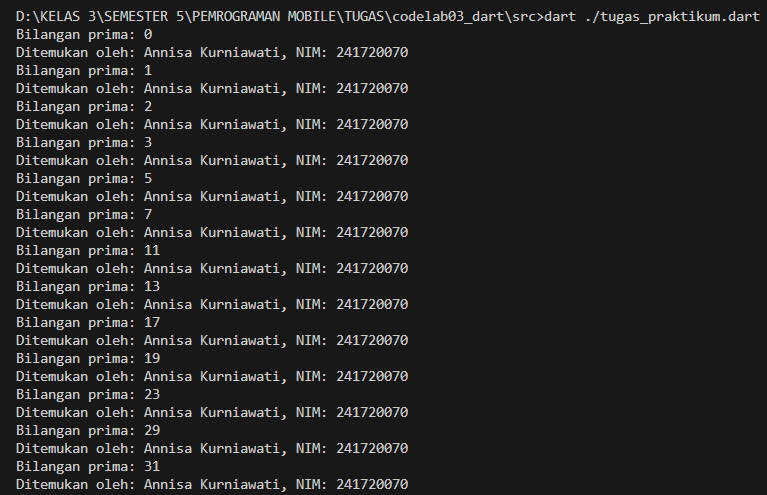 D:\KELAS 3\SEMESTER 5\PEMROGRAMAN MOBILE\TUGAS\codelab03_dart\src>dart ./tugas_praktikum.dart
Bilangan prima: 0
Ditemukan oleh: Annisa Kurniawati, NIM: 241720070
Bilangan prima: 1
Ditemukan oleh: Annisa Kurniawati, NIM: 241720070
Bilangan prima: 2
Ditemukan oleh: Annisa Kurniawati, NIM: 241720070
Bilangan prima: 3
Ditemukan oleh: Annisa Kurniawati, NIM: 241720070
Bilangan prima: 5
Ditemukan oleh: Annisa Kurniawati, NIM: 241720070
Bilangan prima: 7
Ditemukan oleh: Annisa Kurniawati, NIM: 241720070
Bilangan prima: 11
Ditemukan oleh: Annisa Kurniawati, NIM: 241720070
Bilangan prima: 13
Ditemukan oleh: Annisa Kurniawati, NIM: 241720070
Bilangan prima: 17
Ditemukan oleh: Annisa Kurniawati, NIM: 241720070
Bilangan prima: 19
Ditemukan oleh: Annisa Kurniawati, NIM: 241720070
Bilangan prima: 23
Ditemukan oleh: Annisa Kurniawati, NIM: 241720070
Bilangan prima: 29
Ditemukan oleh: Annisa Kurniawati, NIM: 241720070
Bilangan prima: 31
Ditemukan oleh: Annisa Kurniawati, NIM: 241720070